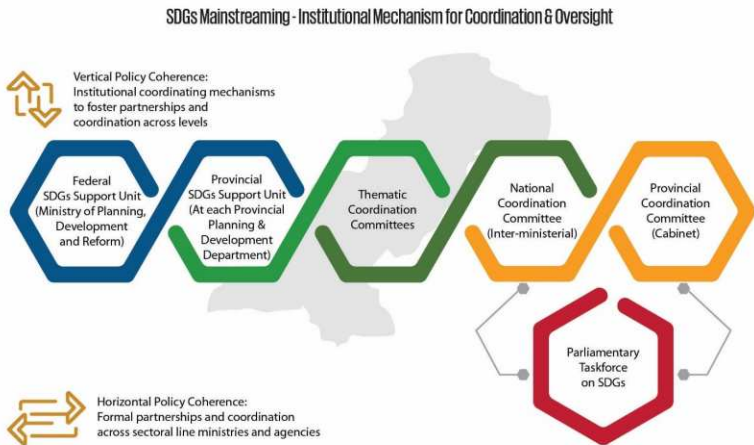 SDGs Mainstreaming - Institutional Mechanism for Coordination & Oversight
Vertical Policy Coherence:
Institutional coordinating mechanisms
to foster partnerships and
coordination across levels
Federal
SDGs Support Unit
(Ministry of Planning,
Development
and Reform)
Provincial
SDGs Support Unit
(At each Provincial
Planning &
Development
Department)
Thematic
Coordination
Committees
National
Coordination
Committee
(Inter-ministerial)
Provincial
Coordination
Committee
(Cabinet)
Parliamentary
Taskforce
on SDGs
Horizontal Policy Coherence:
Formal partnerships and coordination
across sectoral line ministries and agencies